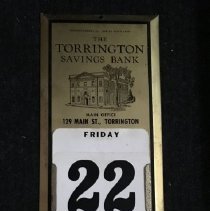 THE
TORRINGTON
SAVINGS BANK
MAIN OFFICE
129 MAIN ST., TORRINGTON
FRIDAY
22